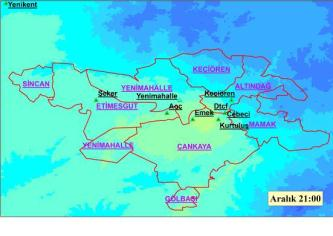 Yenikent
KEÇİÖREN
SİNCAN
YENİMAHALLE
ALTINDAĞ
Şeker
Yenimahalle
Keçiören
ETİMESGUT
Aoç
Emek
Dtcf
Cebeci
Kurtuluş
MAMAK
YENİMAHALLE
ÇANKAYA
GÖLBAŞI
Aralık 21:00